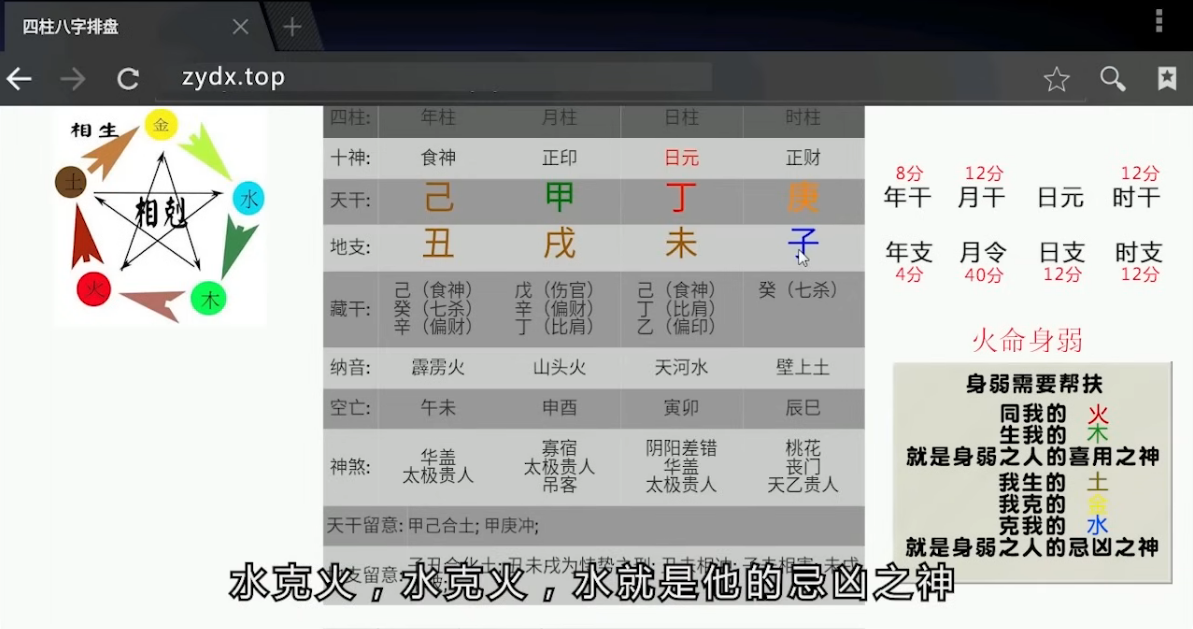 四柱八字排盘
zydx.top
相生
金
土
水
相剋
火
木
四柱: 年柱 月柱 日柱 时柱
十神: 食神 正印 日元 正财
天干: 己 甲 丁 庚
地支: 丑 戌 未 子
藏干: 己（食神） 戊（伤官） 己（食神） 癸（七杀）
癸（七杀） 辛（偏财） 丁（比肩）
辛（偏财） 丁（比肩） 乙（偏印）
纳音: 霹雳火 山头火 天河水 壁上土
空亡: 午未 申酉 寅卯 辰巳
神煞: 华盖 寡宿 阴阳差错 桃花
太极贵人 太极贵人 华盖 丧门
吊客 太极贵人 天乙贵人
天干留意: 甲己合土; 甲庚冲;
8分 12分 12分
年干 月干 日元 时干
年支 月令 日支 时支
4分 40分 12分 12分
火命身弱
身弱需要帮扶
同我的 火
生我的 木
就是身弱之人的喜用之神
我生的 土
我克的 金
克我的 水
就是身弱之人的忌凶之神
水克火，水克火，水就是他的忌凶之神